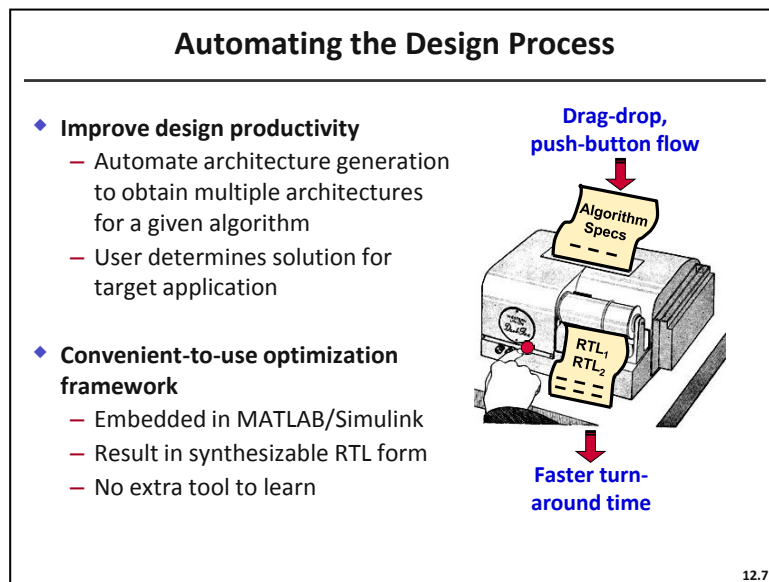 Automating the Design Process
Improve design productivity
– Automate architecture generation
to obtain multiple architectures
for a given algorithm
– User determines solution for
target application
Convenient-to-use optimization
framework
– Embedded in MATLAB/Simulink
– Result in synthesizable RTL form
– No extra tool to learn
Drag-drop,
push-button flow
Algorithm
Specs
RTL₁
RTL₂
Faster turn-
around time
12.7